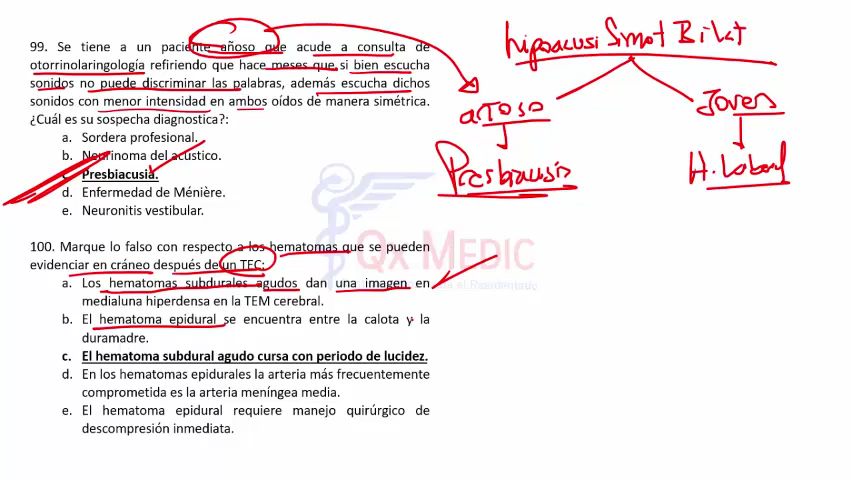 99. Se tiene a un paciente añoso que acude a consulta de
otorrinolaringología refiriendo que hace meses que si bien escucha
sonidos no puede discriminar las palabras, además escucha dichos
sonidos con menor intensidad en ambos oídos de manera simétrica.
¿Cuál es su sospecha diagnostica?:
a. Sordera profesional.
b. Neurinoma del acústico.
c. Presbiacusia.
d. Enfermedad de Ménière.
e. Neuronitis vestibular.
100. Marque lo falso con respecto a los hematomas que se pueden
evidenciar en cráneo después de un TEC:
a. Los hematomas subdurales agudos dan una imagen en
medialuna hiperdensa en la TEM cerebral.
b. El hematoma epidural se encuentra entre la calota y la
duramadre.
c. El hematoma subdural agudo cursa con periodo de lucidez.
d. En los hematomas epidurales la arteria más frecuentemente
comprometida es la arteria meníngea media.
e. El hematoma epidural requiere manejo quirúrgico de
descompresión inmediata.
Bilat
añoso
Joven
Presbiacusia
H. Laboral
Qx MEDIC
el Residentado